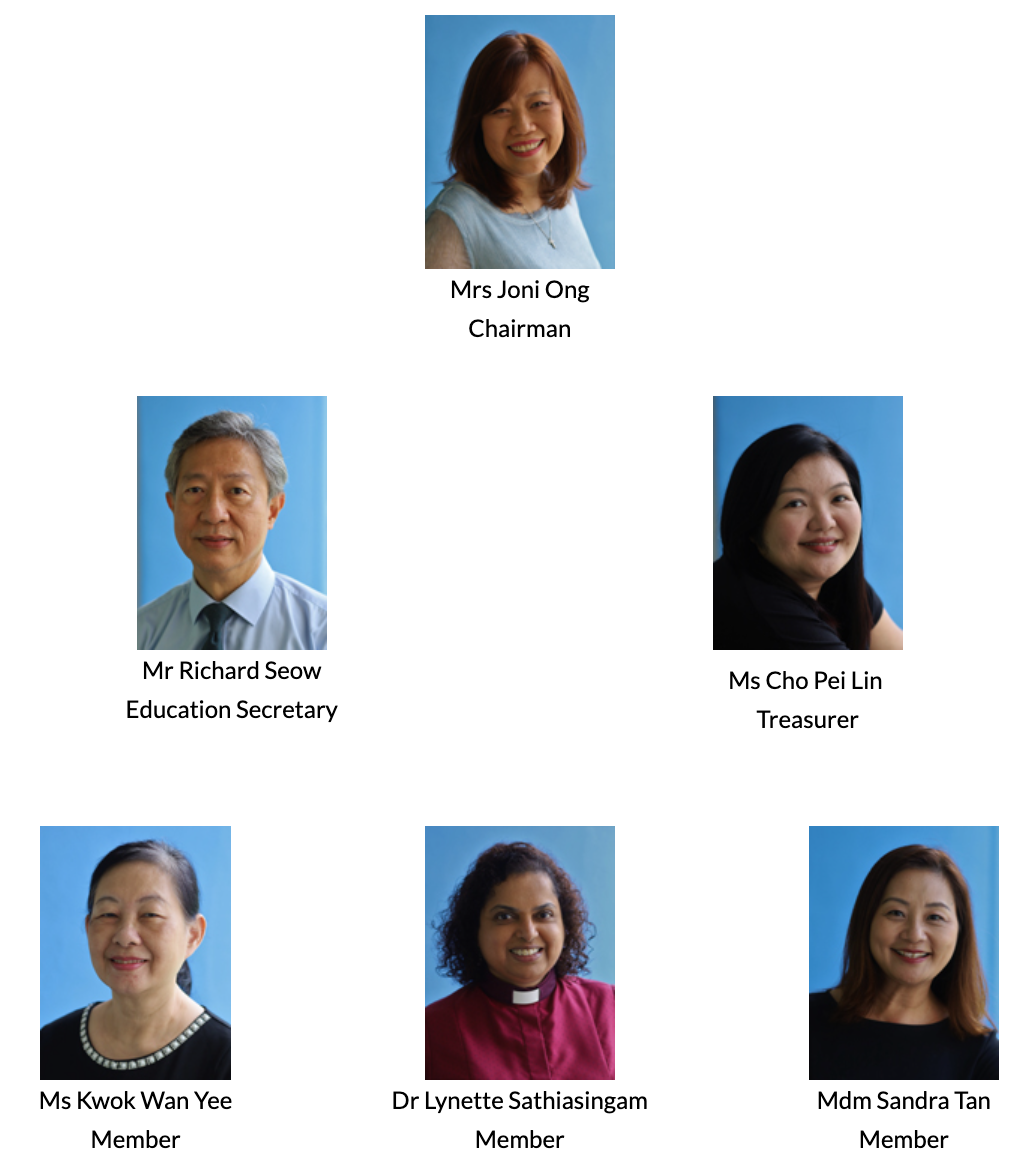 Mrs Joni Ong
Chairman
Mr Richard Seow
Education Secretary
Ms Cho Pei Lin
Treasurer
Ms Kwok Wan Yee
Member
Dr Lynette Sathiasingam
Member
Mdm Sandra Tan
Member